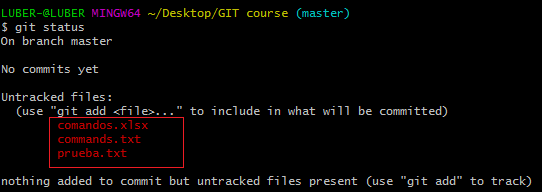 LUBER-@LUBER MINGW64 ~/Desktop/GIT course (master)
$ git status
On branch master
No commits yet
Untracked files:
(use "git add <file>..." to include in what will be committed)
comandos.xlsx
commands.txt
prueba.txt
nothing added to commit but untracked files present (use "git add" to track)